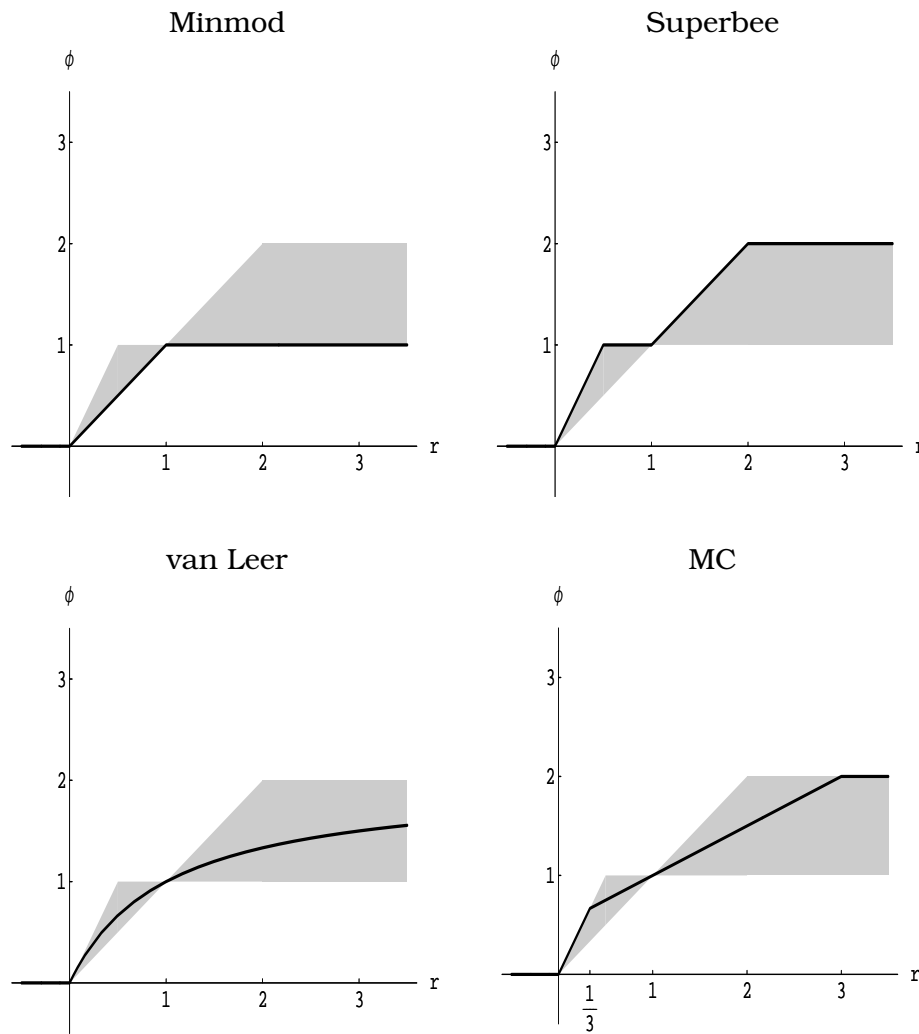 Minmod
ϕ
3
2
1
1 2 3 r
Superbee
ϕ
3
2
1
1 2 3 r
van Leer
ϕ
3
2
1
1 2 3 r
MC
ϕ
3
2
1
1/3 1 2 3 r